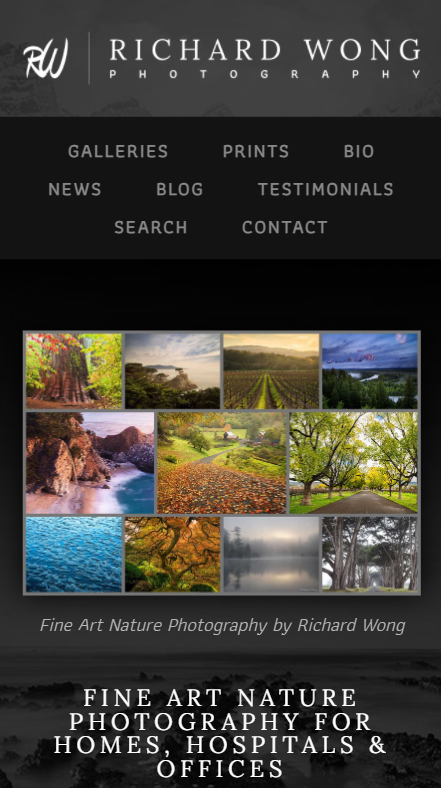 RW
RICHARD WONG
PHOTOGRAPHY
GALLERIES PRINTS BIO
NEWS BLOG TESTIMONIALS
SEARCH CONTACT
Fine Art Nature Photography by Richard Wong
FINE ART NATURE
PHOTOGRAPHY FOR
HOMES, HOSPITALS &
OFFICES